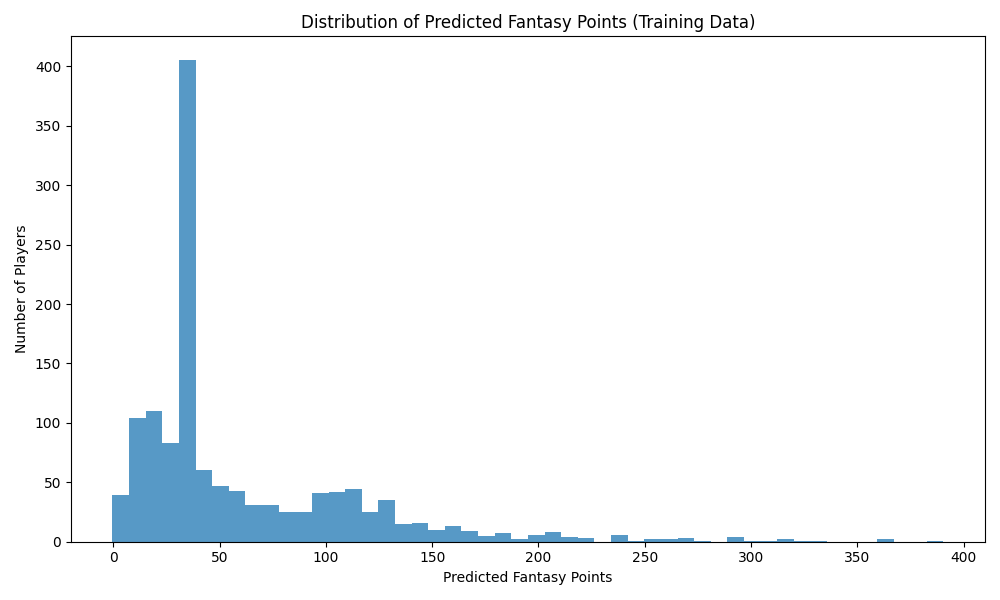 Distribution of Predicted Fantasy Points (Training Data)
Number of Players
400
350
300
250
200
150
100
50
0
0 50 100 150 200 250 300 350 400
Predicted Fantasy Points